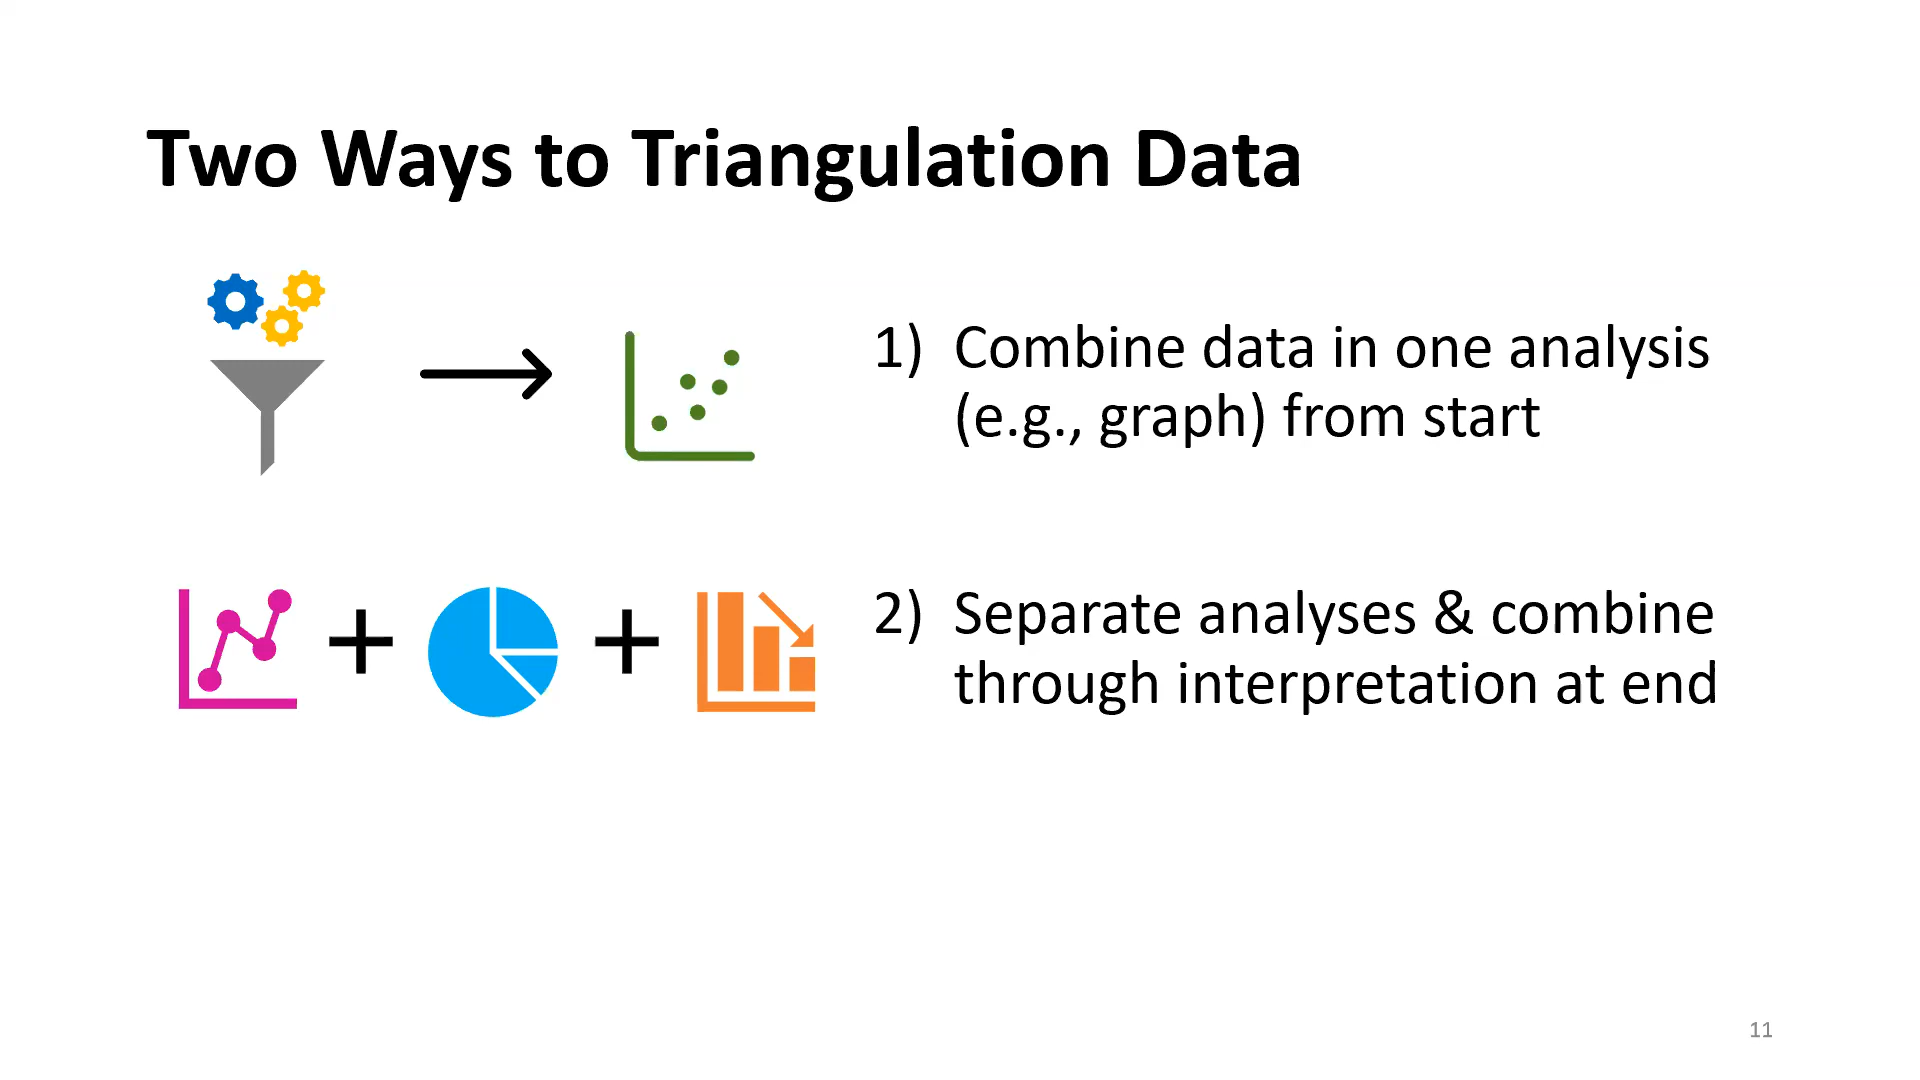 Two Ways to Triangulation Data
1) Combine data in one analysis
(e.g., graph) from start
2) Separate analyses & combine
through interpretation at end
11